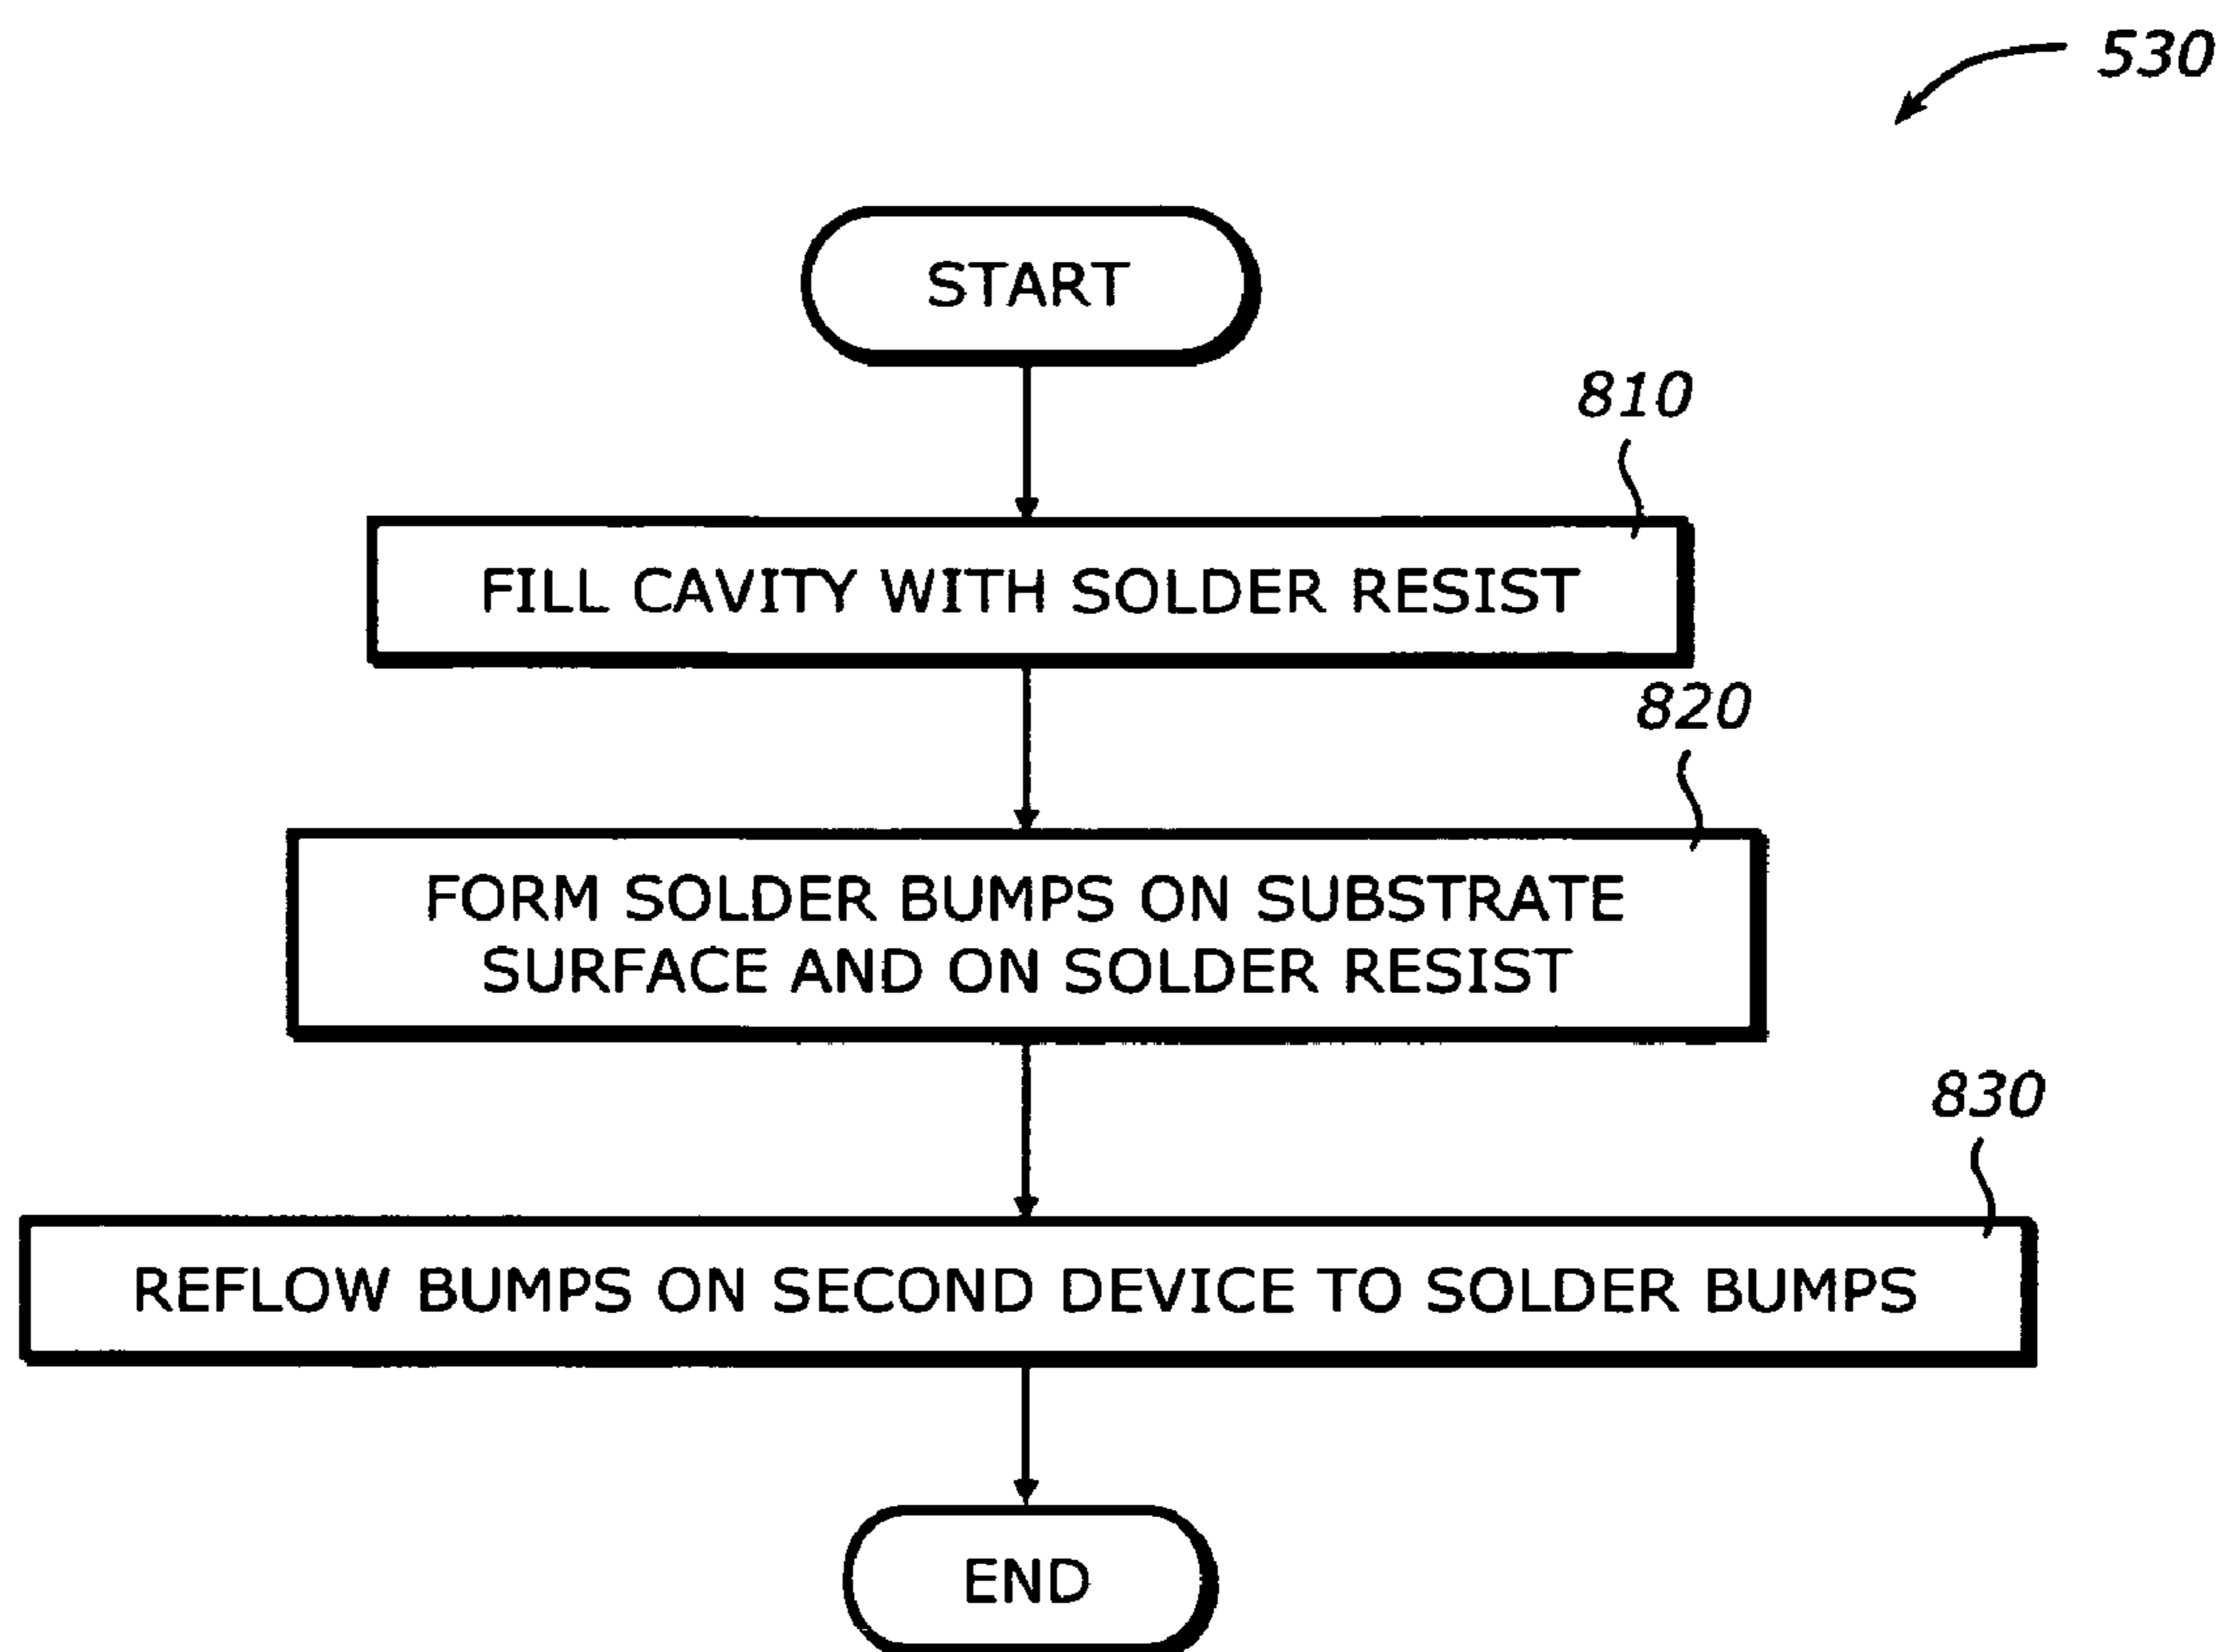 530
START
810
FILL CAVITY WITH SOLDER RESIST
820
FORM SOLDER BUMPS ON SUBSTRATE
SURFACE AND ON SOLDER RESIST
830
REFLOW BUMPS ON SECOND DEVICE TO SOLDER BUMPS
END